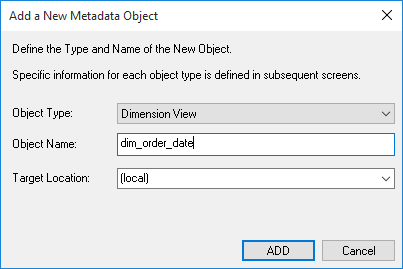 Add a New Metadata Object
Define the Type and Name of the New Object.
Specific information for each object type is defined in subsequent screens.
Object Type: Dimension View
Object Name: dim_order_date
Target Location: (local)
ADD Cancel